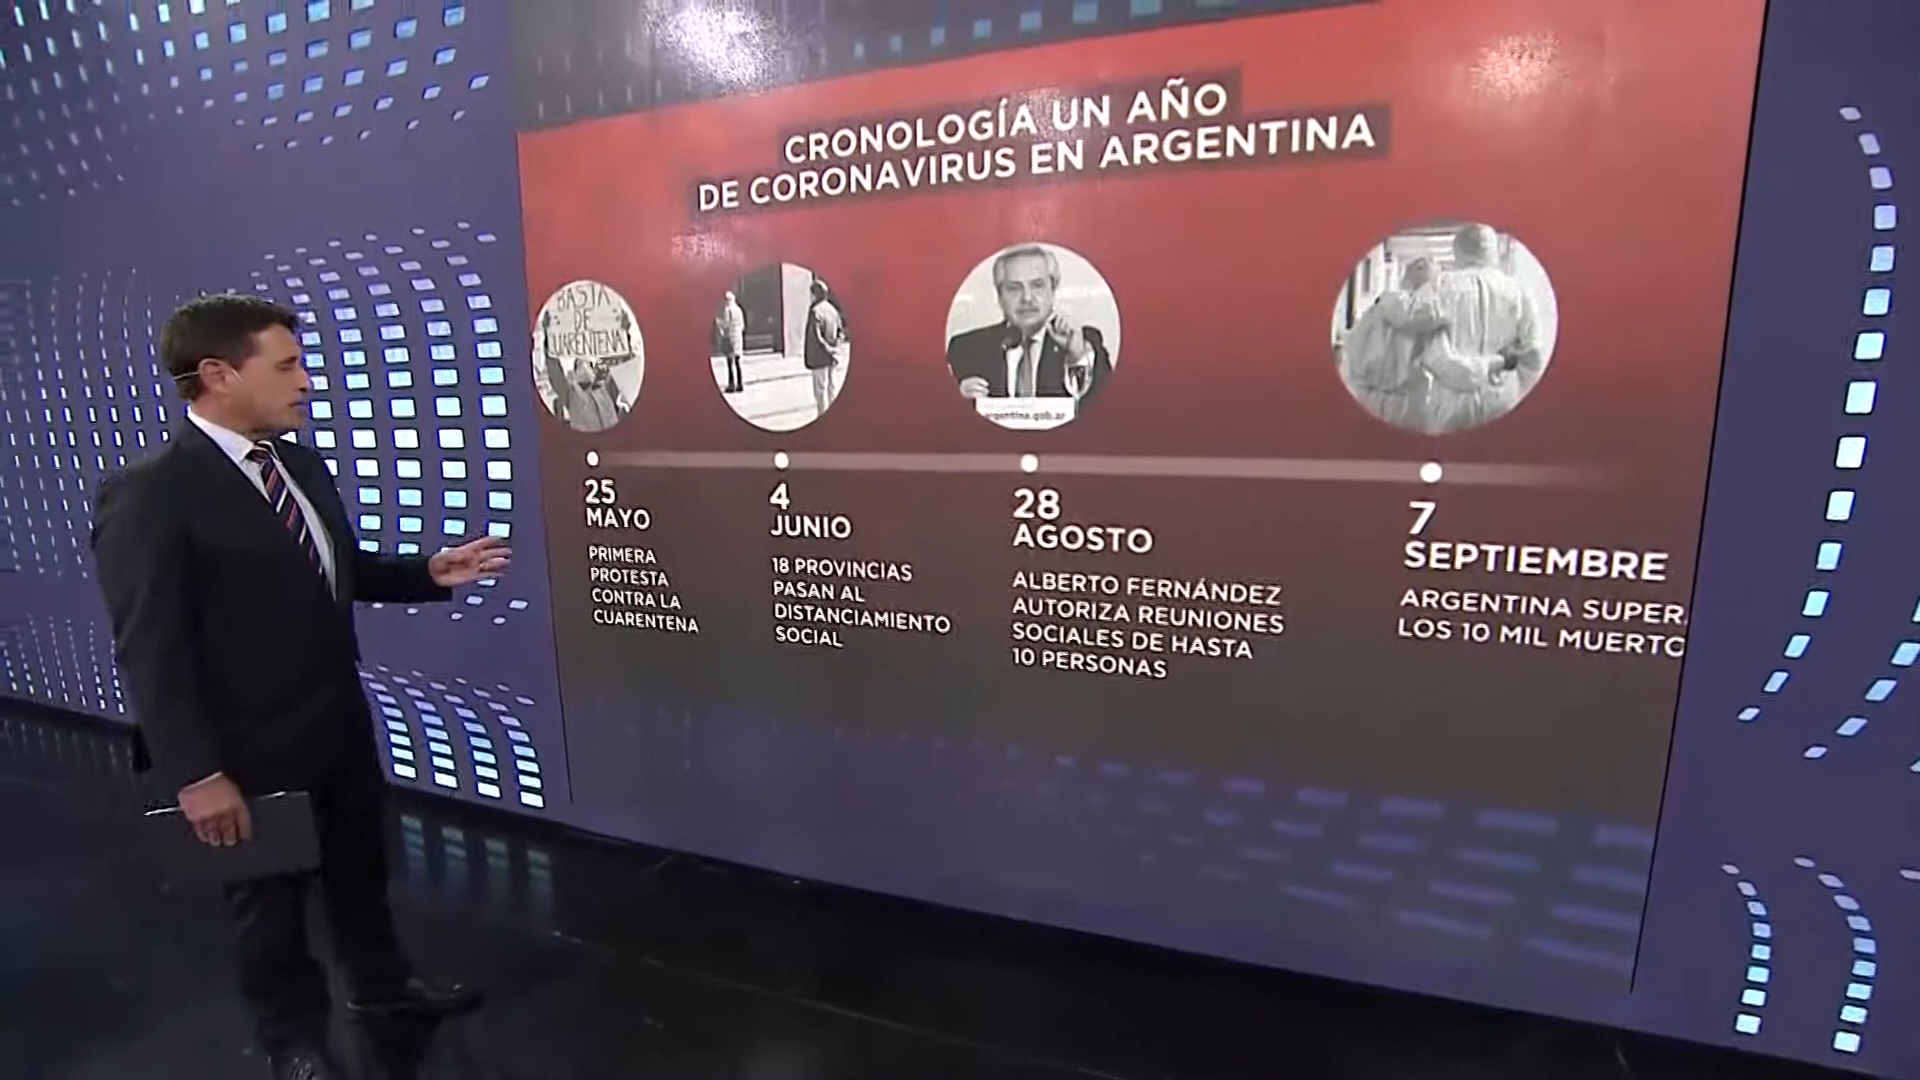 CRONOLOGÍA UN AÑO
DE CORONAVIRUS EN ARGENTINA
BASTA
DE
CUARENTENA
argentina.gob.ar
25
MAYO
PRIMERA
PROTESTA
CONTRA LA
CUARENTENA
4
JUNIO
18 PROVINCIAS
PASAN AL
DISTANCIAMIENTO
SOCIAL
28
AGOSTO
ALBERTO FERNÁNDEZ
AUTORIZA REUNIONES
SOCIALES DE HASTA
10 PERSONAS
7
SEPTIEMBRE
ARGENTINA SUPER
LOS 10 MIL MUERTO